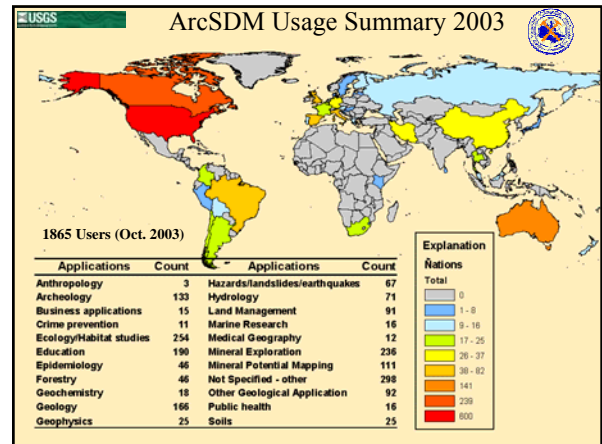 USGS
ArcSDM Usage Summary 2003
1865 Users (Oct. 2003)
Applications Count Applications Count
Anthropology 3 Hazards/landslides/earthquakes 67
Archeology 133 Hydrology 71
Business applications 15 Land Management 91
Crime prevention 11 Marine Research 16
Ecology/Habitat studies 254 Medical Geography 12
Education 190 Mineral Exploration 236
Epidemiology 46 Mineral Potential Mapping 111
Forestry 46 Not Specified - other 298
Geochemistry 18 Other Geological Application 92
Geology 166 Public health 16
Geophysics 25 Soils 25
Explanation
Ñations
Total
0
1 - 8
9 - 16
17 - 25
26 - 37
38 - 82
141
239
600